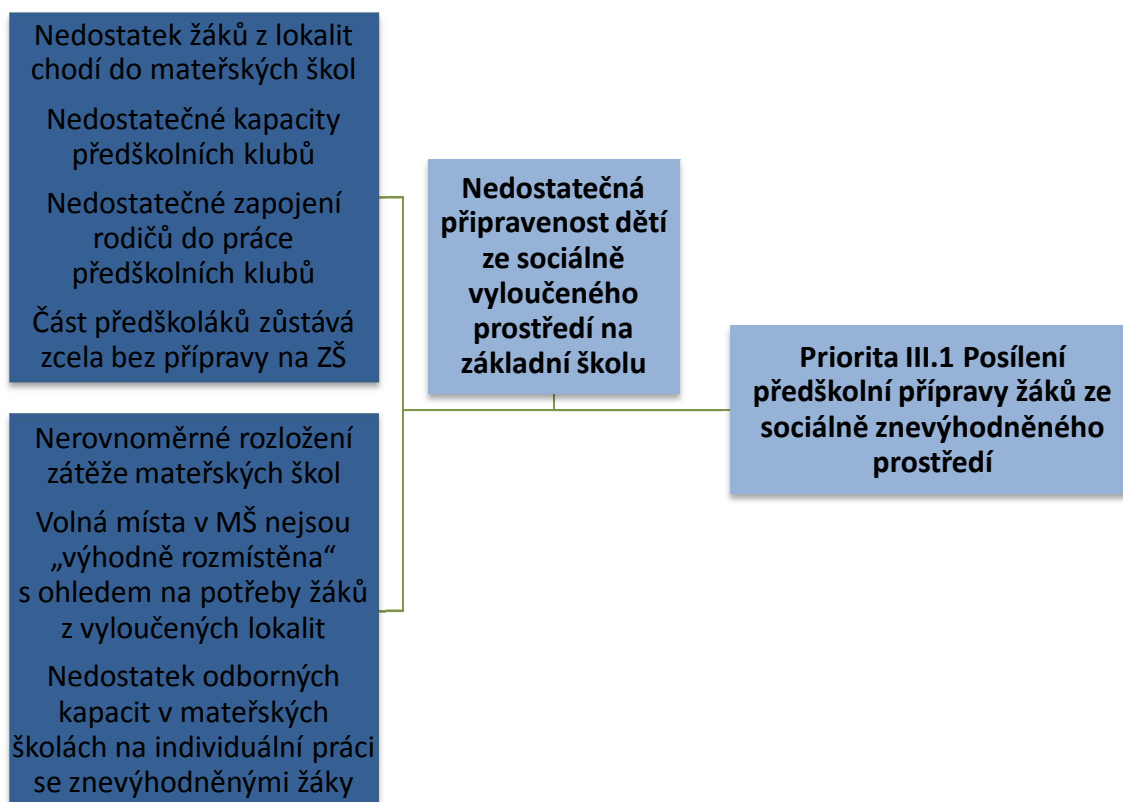 Nedostatek žáků z lokalit
chodí do mateřských škol
Nedostatečné kapacity
předškolních klubů
Nedostatečné zapojení
rodičů do práce
předškolních klubů
Část předškoláků zůstává
zcela bez přípravy na ZŠ
Nerovnoměrné rozložení
zátěže mateřských škol
Volná místa v MŠ nejsou
„výhodně rozmístěna“
s ohledem na potřeby žáků
z vyloučených lokalit
Nedostatek odborných
kapacit v mateřských
školách na individuální práci
se znevýhodněnými žáky
Nedostatečná
připravenost dětí
ze sociálně
vyloučeného
prostředí na
základní školu
Priorita III.1 Posílení
předškolní přípravy žáků ze
sociálně znevýhodněného
prostředí